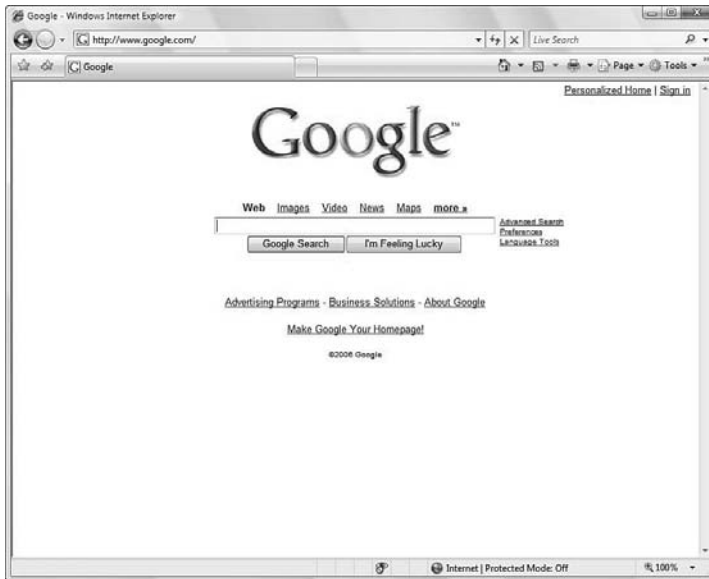 Google - Windows Internet Explorer
http://www.google.com/
Live Search
Google
Page
Tools
Personalized Home | Sign in
Google™
Web Images Video News Maps more »
Advanced Search
Preferences
Language Tools
Google Search
I'm Feeling Lucky
Advertising Programs - Business Solutions - About Google
Make Google Your Homepage!
©2006 Google
Internet | Protected Mode: Off
100%